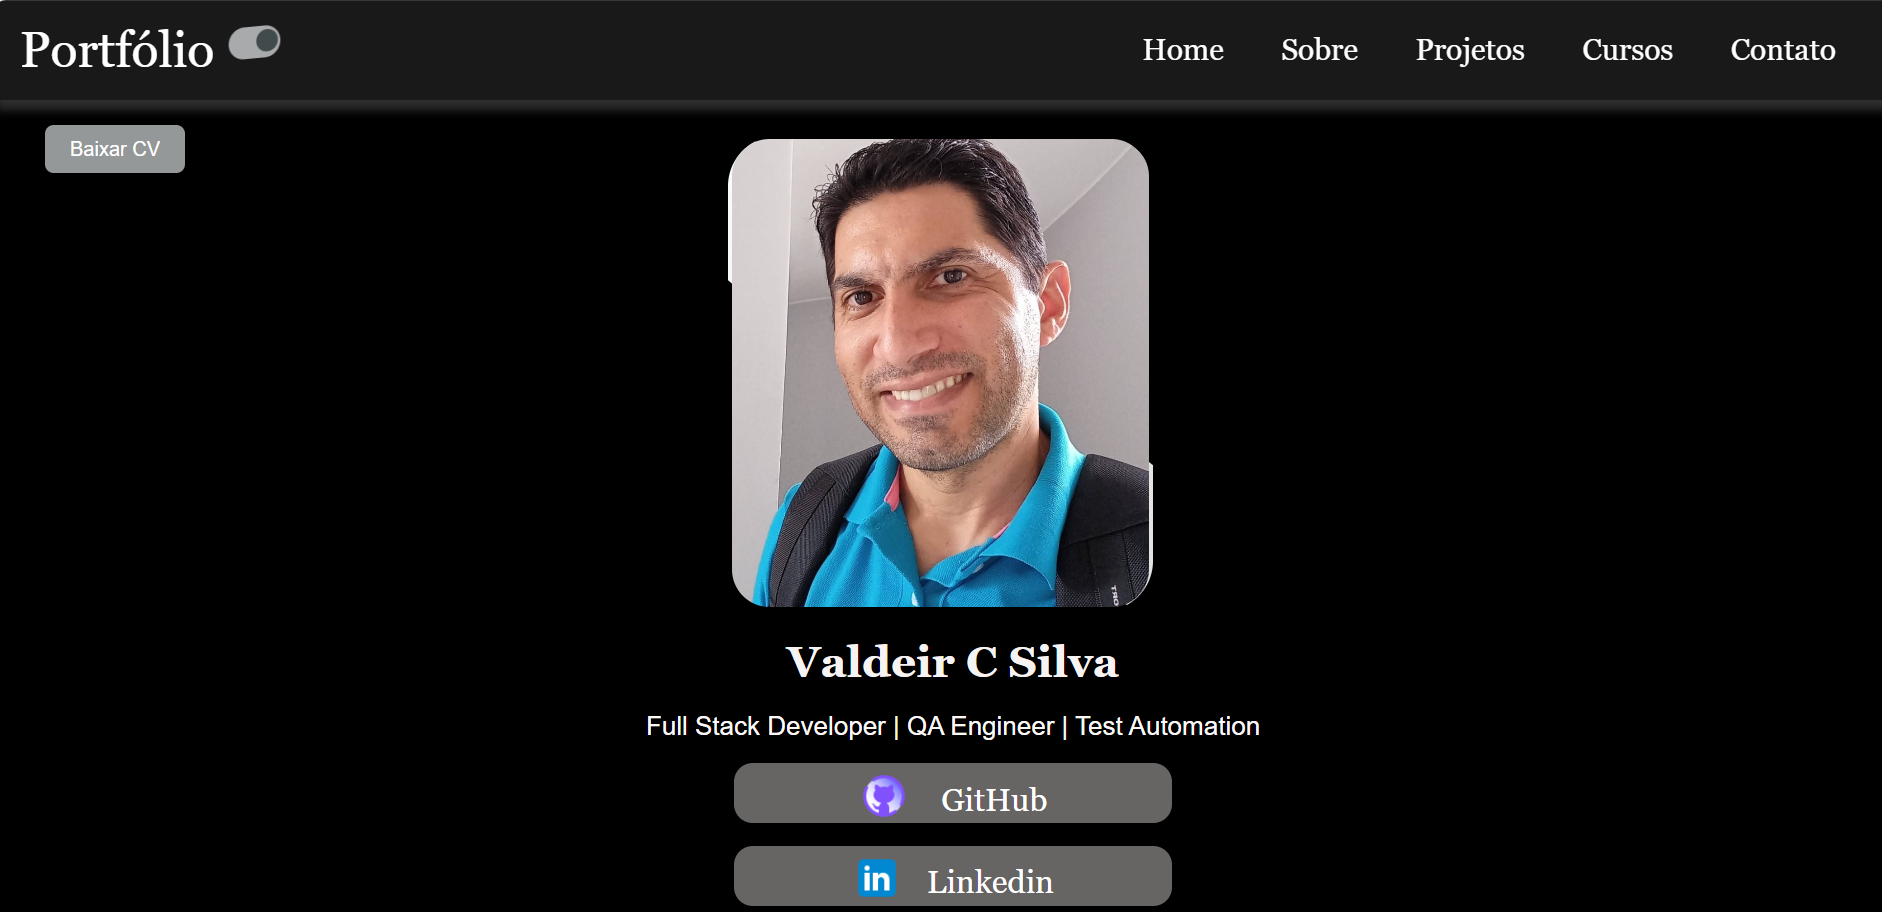 Portfólio
Home Sobre Projetos Cursos Contato
Baixar CV
TRO
Valdeir C Silva
Full Stack Developer | QA Engineer | Test Automation
GitHub
in Linkedin